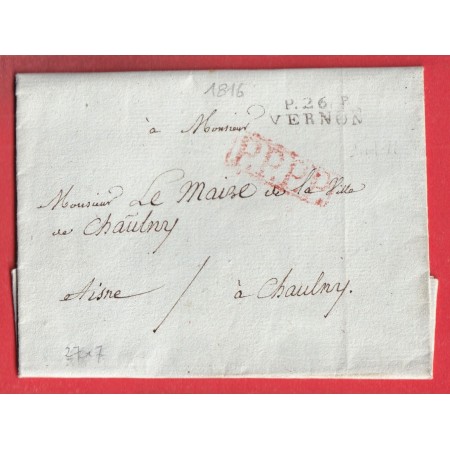 1816
P.26.P
VERNON
à Monsieur
P.P.P.P.
Monsieur Le Maire de la Ville
de Chaulny
Aisne / à Chaulny.